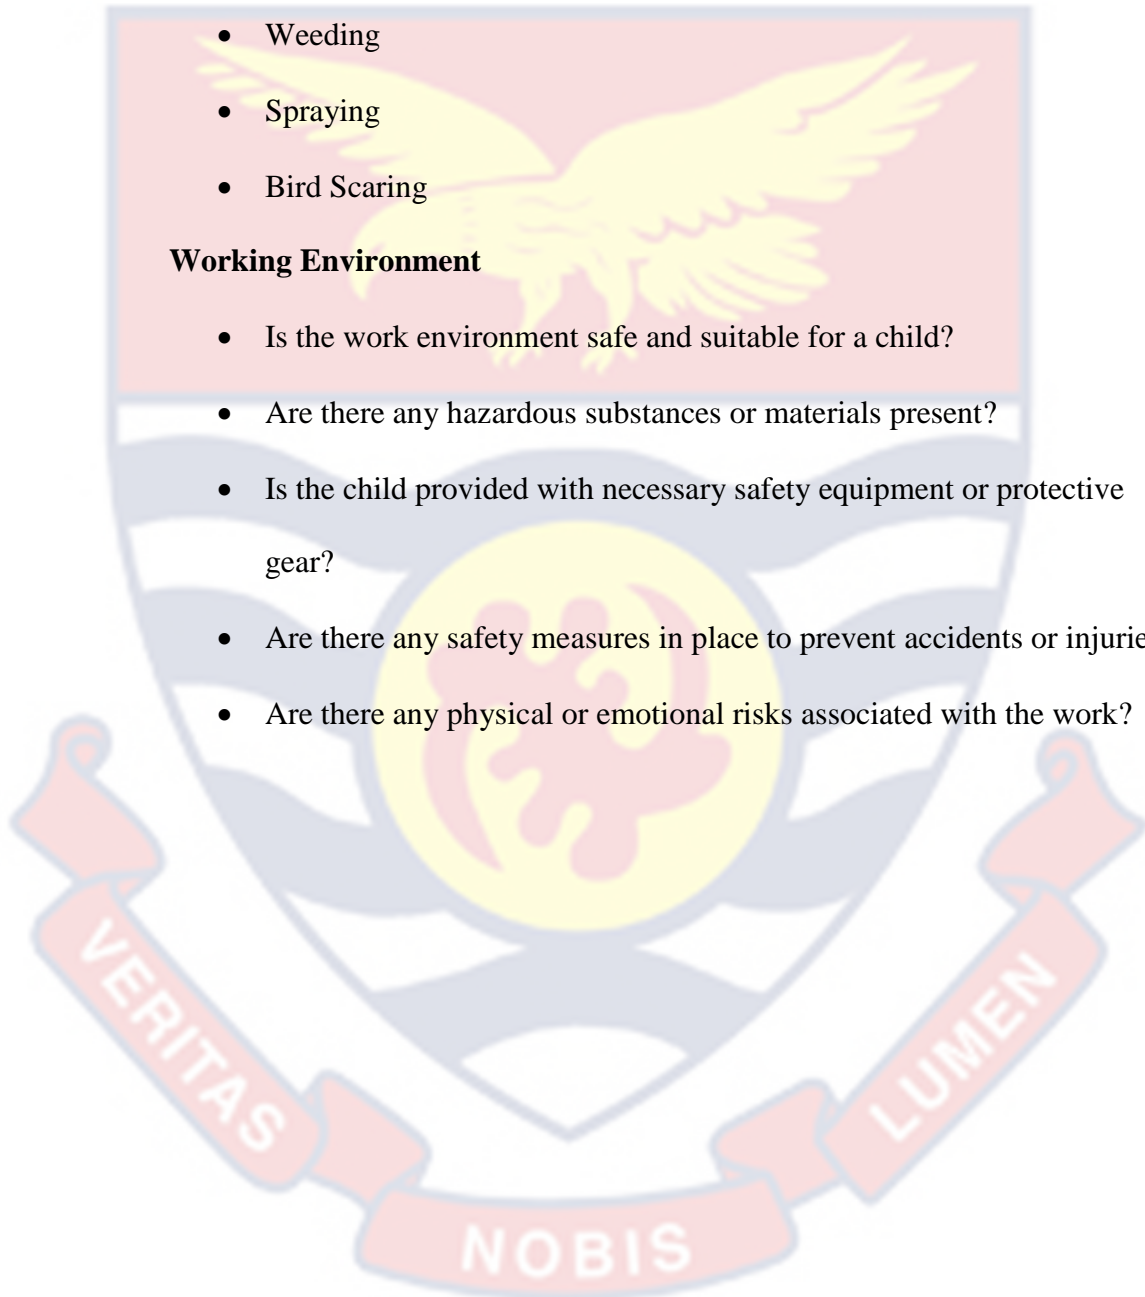 • Weeding
• Spraying
• Bird Scaring
Working Environment
• Is the work environment safe and suitable for a child?
• Are there any hazardous substances or materials present?
• Is the child provided with necessary safety equipment or protective
gear?
• Are there any safety measures in place to prevent accidents or injurie
• Are there any physical or emotional risks associated with the work?
VERITAS
NOBIS
LUMEN